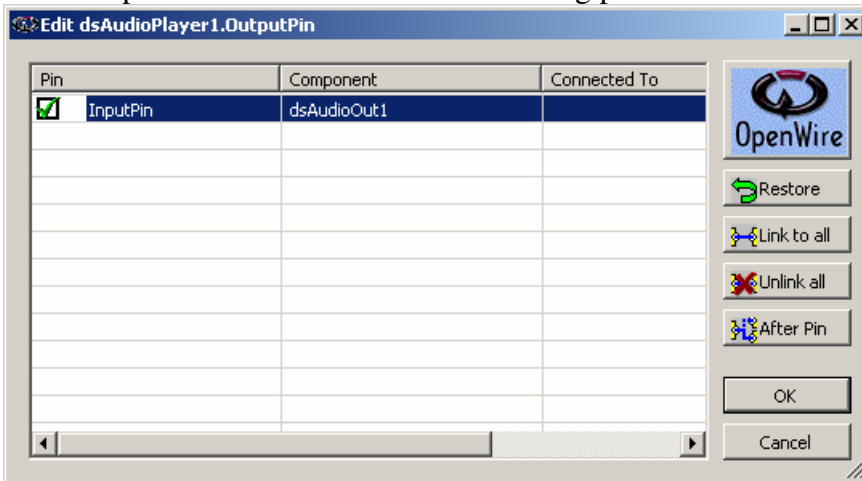 Edit dsAudioPlayer1.OutputPin
Pin Component Connected To
InputPin dsAudioOut1
OpenWire
Restore
Link to all
Unlink all
After Pin
OK
Cancel